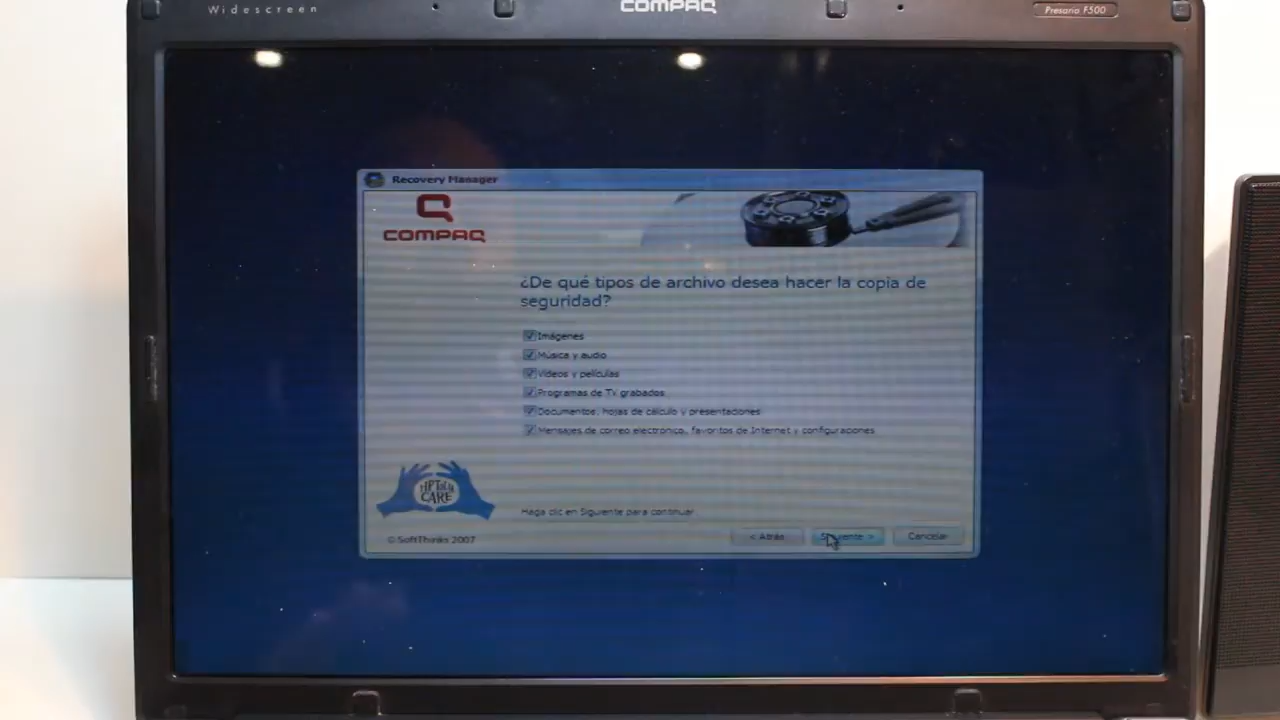 Widescreen
COMPAQ
Presario F500
Recovery Manager
COMPAQ
¿De qué tipos de archivo desea hacer la copia de
seguridad?
Imágenes
Música y audio
Videos y películas
Programas de TV grabados
Documentos, hojas de cálculo y presentaciones
Mensajes de correo electrónico, favoritos de Internet y configuraciones
HP Total
CARE
Haga clic en Siguiente para continuar.
© SoftThinks 2007
< Atrás
Siguiente >
Cancelar